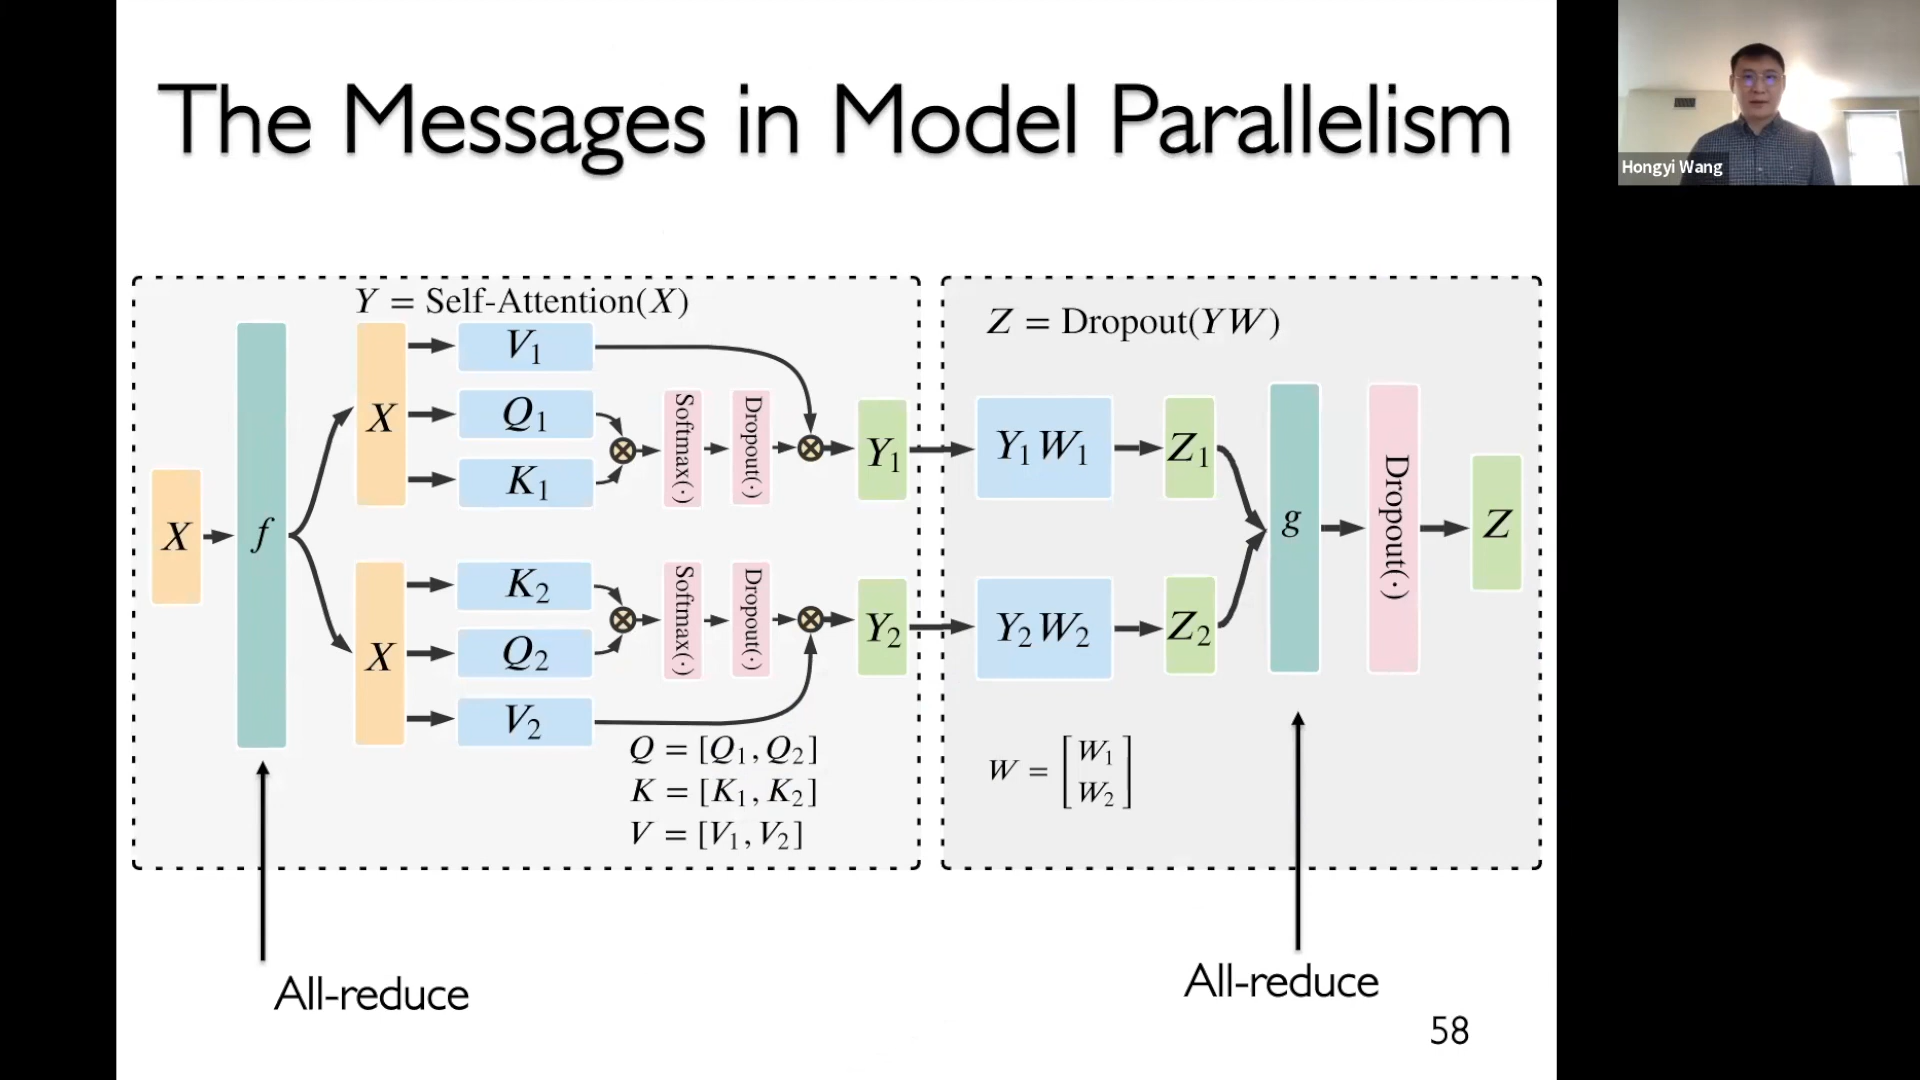 The Messages in Model Parallelism
Hongyi Wang
Y = Self-Attention(X)
X
f
X
V₁
Q₁
K₁
Softmax(·)
Dropout(·)
Y₁
X
K₂
Q₂
V₂
Softmax(·)
Dropout(·)
Y₂
Q = [Q₁, Q₂]
K = [K₁, K₂]
V = [V₁, V₂]
Z = Dropout(YW)
Y₁W₁
Z₁
Y₂W₂
Z₂
g
Dropout(·)
Z
W = [W₁
W₂]
All-reduce
All-reduce
58